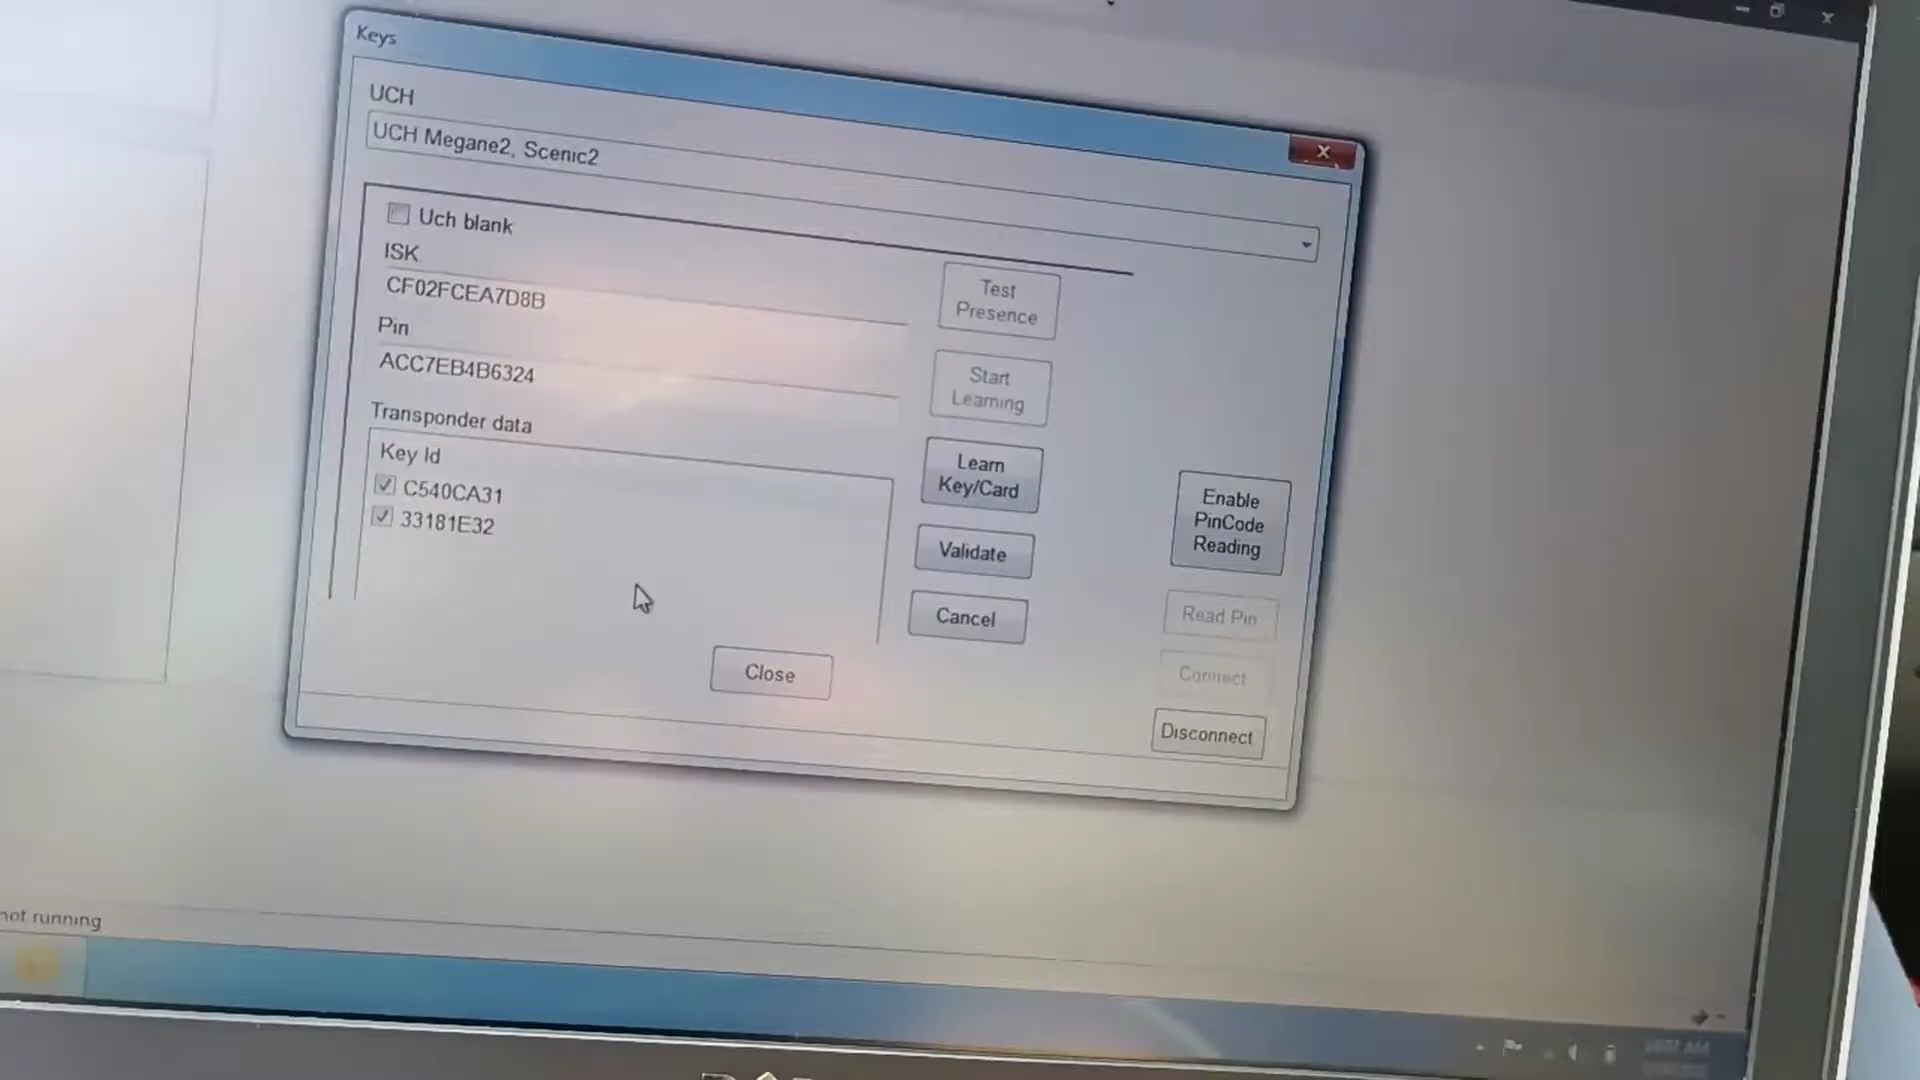 Keys
UCH
UCH Megane2, Scenic2
Uch blank
ISK
CF02FCEA7D8B
Pin
ACC7EB4B6324
Transponder data
Key Id
C540CA31
33181E32
Test
Presence
Start
Learning
Learn
Key/Card
Validate
Cancel
Close
Enable
PinCode
Reading
Read Pin
Connect
Disconnect
not running